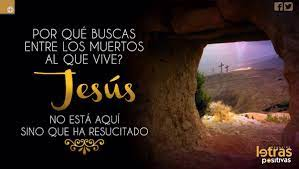 POR QUÉ BUSCAS
ENTRE LOS MUERTOS
AL QUE VIVE?
Jesús
NO ESTÁ AQUÍ
SINO QUE HA RESUCITADO
letras
positivas